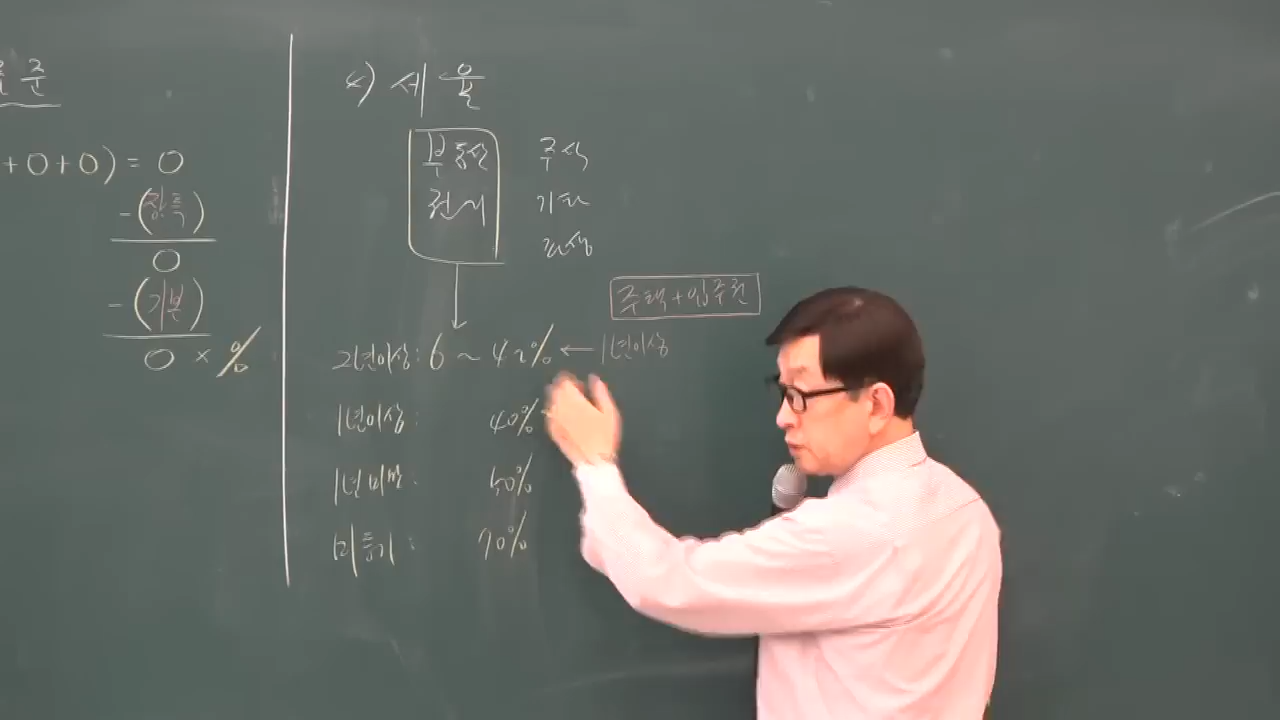 준
+0+0) = 0
-(장특)
0
-(기본)
0 × %
4) 세율
부동산 주식
권리 기타
파생
주택+입주권
2년이상: 6 ~ 42% ← 1년이상
1년이상: 40%
1년미만: 50%
미등기: 70%